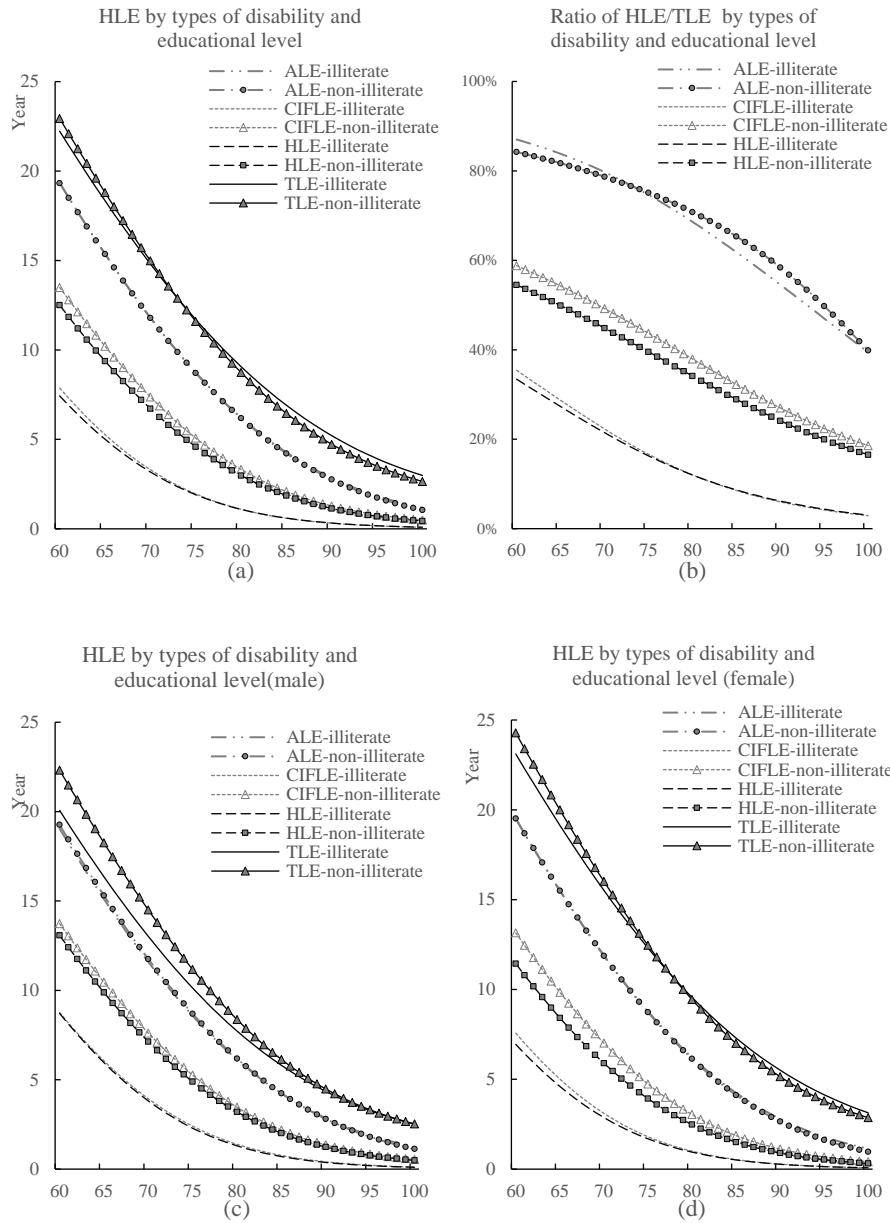 HLE by types of disability and
educational level
25
20
15
10
5
0
Year
ALE-illiterate
ALE-non-illiterate
CIFLE-illiterate
CIFLE-non-illiterate
HLE-illiterate
HLE-non-illiterate
TLE-illiterate
TLE-non-illiterate
60 65 70 75 80 85 90 95 100
(a)
Ratio of HLE/TLE by types of
disability and educational level
100%
80%
60%
40%
20%
0%
ALE-illiterate
ALE-non-illiterate
CIFLE-illiterate
CIFLE-non-illiterate
HLE-illiterate
HLE-non-illiterate
60 65 70 75 80 85 90 95 100
(b)
HLE by types of disability and
educational level(male)
25
20
15
10
5
0
Year
ALE-illiterate
ALE-non-illiterate
CIFLE-illiterate
CIFLE-non-illiterate
HLE-illiterate
HLE-non-illiterate
TLE-illiterate
TLE-non-illiterate
60 65 70 75 80 85 90 95 100
(c)
HLE by types of disability and
educational level (female)
25
20
15
10
5
0
Year
ALE-illiterate
ALE-non-illiterate
CIFLE-illiterate
CIFLE-non-illiterate
HLE-illiterate
HLE-non-illiterate
TLE-illiterate
TLE-non-illiterate
60 65 70 75 80 85 90 95 100
(d)